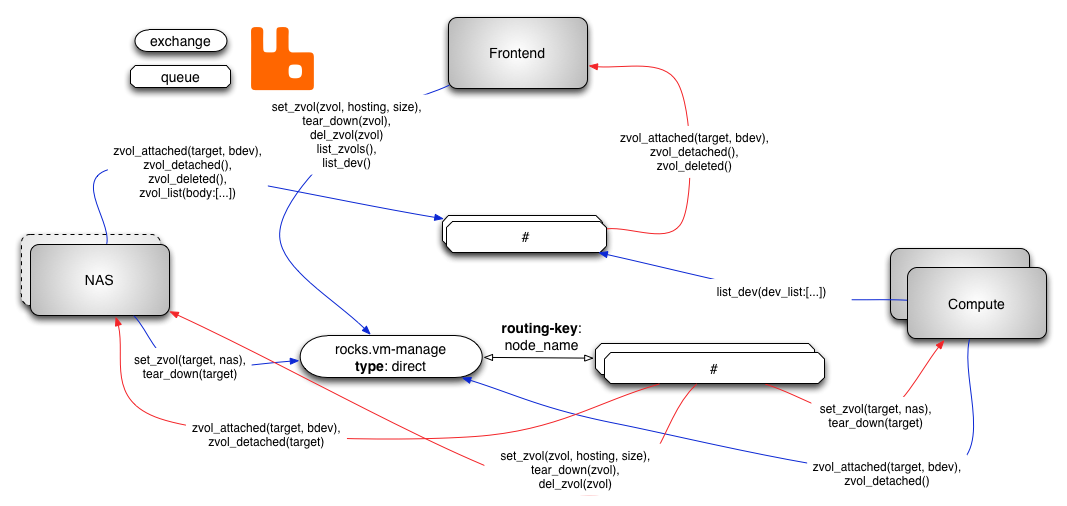 exchange
queue
Frontend
set_zvol(zvol, hosting, size),
tear_down(zvol),
del_zvol(zvol)
list_zvols(),
list_dev()
zvol_attached(target, bdev),
zvol_detached(),
zvol_deleted()
zvol_attached(target, bdev),
zvol_detached(),
zvol_deleted(),
zvol_list(body:[...])
#
NAS
list_dev(dev_list:[...])
Compute
routing-key:
node_name
rocks.vm-manage
type: direct
set_zvol(target, nas),
tear_down(target)
#
set_zvol(target, nas),
tear_down(target)
zvol_attached(target, bdev),
zvol_detached(target)
set_zvol(zvol, hosting, size),
tear_down(zvol),
del_zvol(zvol)
zvol_attached(target, bdev),
zvol_detached()